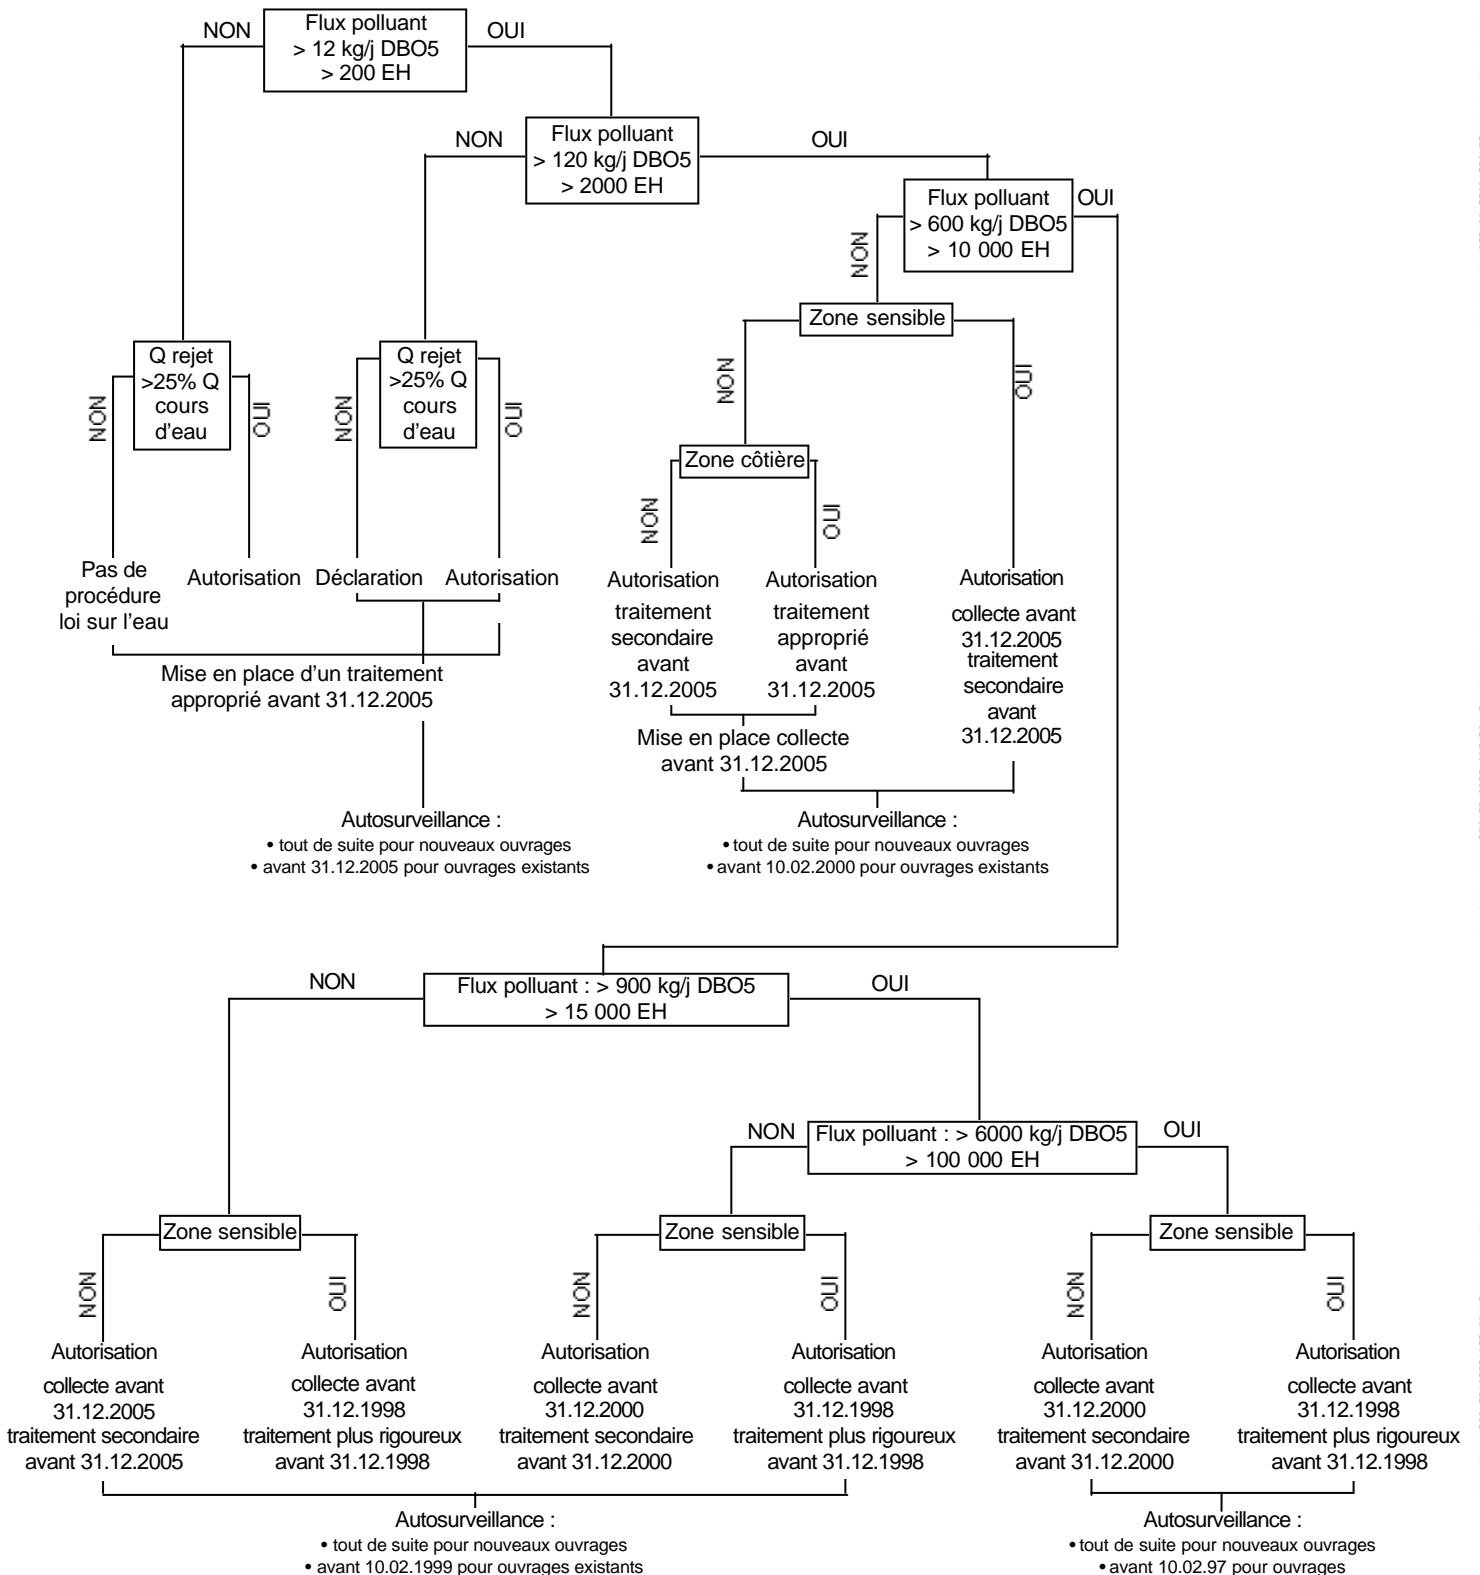 NON
Flux polluant
> 12 kg/j DBO5
> 200 EH
OUI
NON
Flux polluant
> 120 kg/j DBO5
> 2000 EH
OUI
Flux polluant
> 600 kg/j DBO5
> 10 000 EH
OUI
NON
Zone sensible
NON
OUI
Q rejet
>25% Q
cours
d'eau
NON
OUI
Q rejet
>25% Q
cours
d'eau
NON
OUI
Zone côtière
NON
OUI
Pas de
procédure
loi sur l'eau
Autorisation
Déclaration
Autorisation
Mise en place d'un traitement
approprié avant 31.12.2005
Autorisation
traitement
secondaire
avant
31.12.2005
Autorisation
traitement
approprié
avant
31.12.2005
Mise en place collecte
avant 31.12.2005
Autorisation
collecte avant
31.12.2005
traitement
secondaire
avant
31.12.2005
Autosurveillance :
• tout de suite pour nouveaux ouvrages
• avant 31.12.2005 pour ouvrages existants
Autosurveillance :
• tout de suite pour nouveaux ouvrages
• avant 10.02.2000 pour ouvrages existants
NON
Flux polluant : > 900 kg/j DBO5
> 15 000 EH
OUI
NON
Flux polluant : > 6000 kg/j DBO5
> 100 000 EH
OUI
Zone sensible
NON
OUI
Zone sensible
NON
OUI
Zone sensible
NON
OUI
Autorisation
collecte avant
31.12.2005
traitement secondaire
avant 31.12.2005
Autorisation
collecte avant
31.12.1998
traitement plus rigoureux
avant 31.12.1998
Autorisation
collecte avant
31.12.2000
traitement secondaire
avant 31.12.2000
Autorisation
collecte avant
31.12.1998
traitement plus rigoureux
avant 31.12.1998
Autorisation
collecte avant
31.12.2000
traitement secondaire
avant 31.12.2000
Autorisation
collecte avant
31.12.1998
traitement plus rigoureux
avant 31.12.1998
Autosurveillance :
• tout de suite pour nouveaux ouvrages
• avant 10.02.1999 pour ouvrages existants
Autosurveillance :
• tout de suite pour nouveaux ouvrages
• avant 10.02.97 pour ouvrages